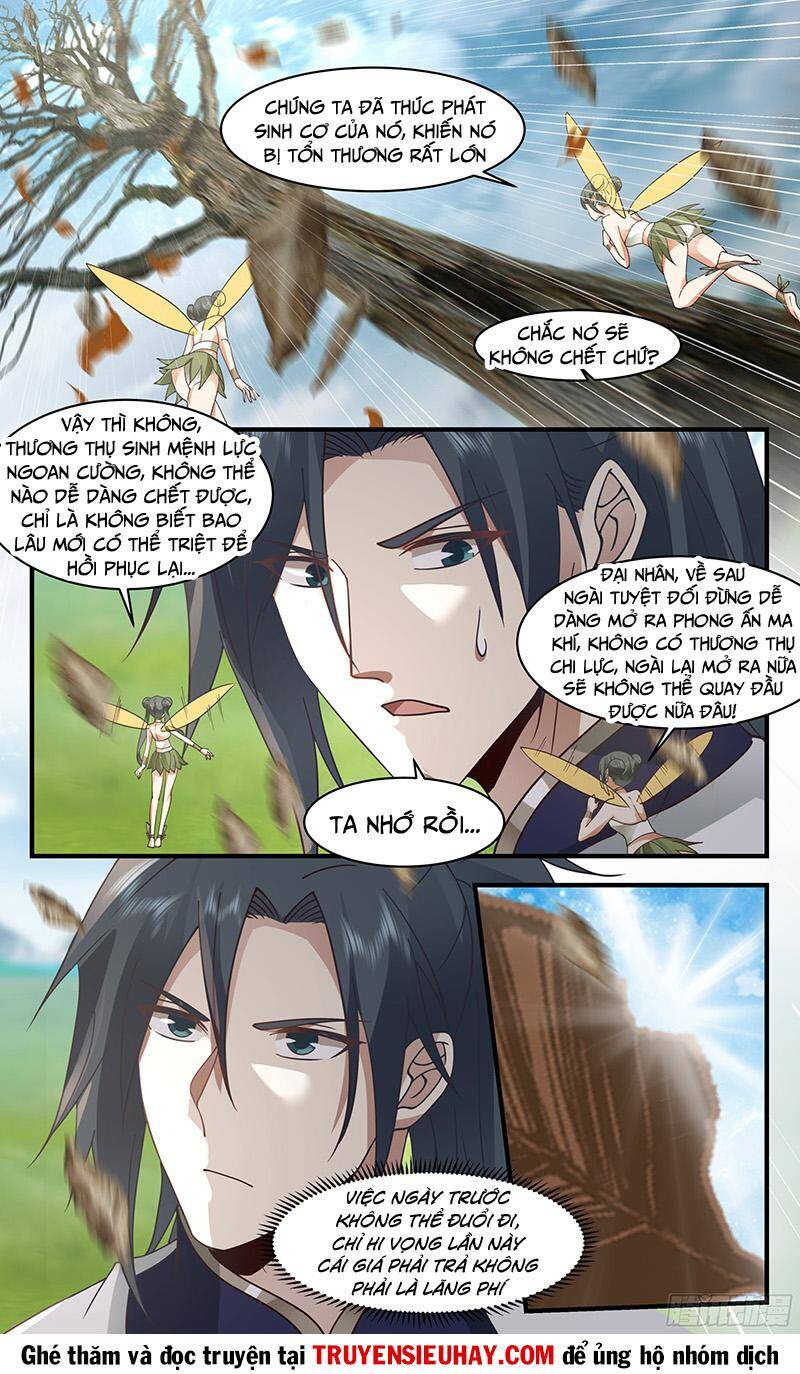 CHÚNG TA ĐÃ THỨC PHÁT
SINH CƠ CỦA NÓ, KHIẾN NÓ
BỊ TỔN THƯƠNG RẤT LỚN
CHẮC NÓ SẼ
KHÔNG CHẾT CHỨ?
VẬY THÌ KHÔNG,
THƯƠNG THỤ SINH MỆNH LỰC
NGOAN CƯỜNG, KHÔNG THỂ
NÀO DỄ DÀNG CHẾT ĐƯỢC,
CHỈ LÀ KHÔNG BIẾT BAO
LÂU MỚI CÓ THỂ TRIỆT ĐỂ
HỒI PHỤC LẠI...
ĐẠI NHÂN, VỀ SAU
NGÀI TUYỆT ĐỐI ĐỪNG DỄ
DÀNG MỞ RA PHONG ẤN MA
KHÍ, KHÔNG CÓ THƯƠNG THỤ
CHI LỰC, NGÀI LẠI MỞ RA NỮA
SẼ KHÔNG THỂ QUAY ĐẦU
ĐƯỢC NỮA ĐÂU!
TA NHỚ RỒI...
VIỆC NGÀY TRƯỚC
KHÔNG THỂ ĐUỔI ĐI,
CHỈ HI VỌNG LẦN NÀY
CÁI GIÁ PHẢI TRẢ KHÔNG
PHẢI LÀ LÃNG PHÍ
腾讯动漫
Ghé thăm và đọc truyện tại TRUYENSIEUHAY.COM để ủng hộ nhóm dịch